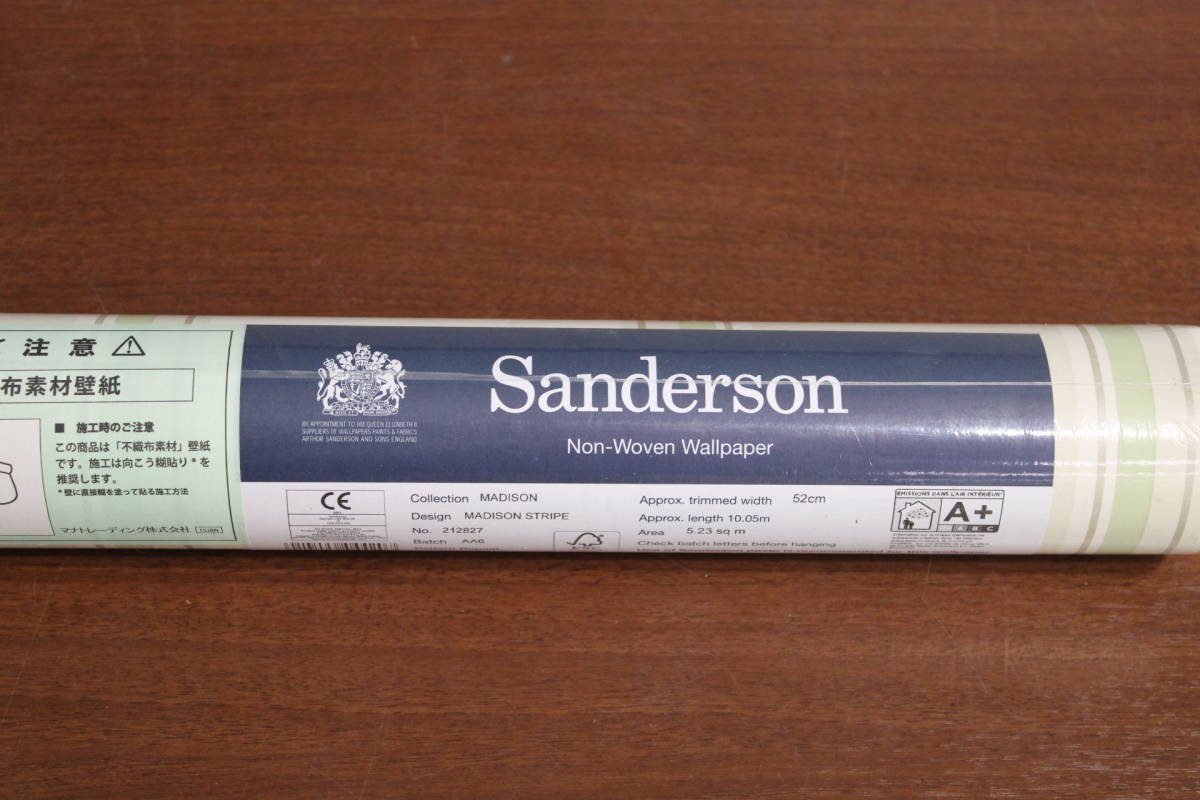 注意
布素材壁紙
■ 施工時のご注意
この商品は「不織布素材」壁紙
です。施工は向こう糊貼り*を
推奨します。
*壁に直接糊を塗って貼る施工方法
マナトレーディング株式会社
Sanderson
Non-Woven Wallpaper
BY APPOINTMENT TO HM QUEEN ELIZABETH II
SUPPLIERS OF WALLPAPERS PAINTS & FABRICS
ARTHUR SANDERSON AND SONS ENGLAND
CE
Collection MADISON
Design MADISON STRIPE
No. 212827
Batch AA6
FSC
Approx. trimmed width 52cm
Approx. length 10.05m
Area 5.23 sq m
Check batch letters before hanging
ÉMISSIONS DANS L'AIR INTÉRIEUR*
A+
A+ A B C